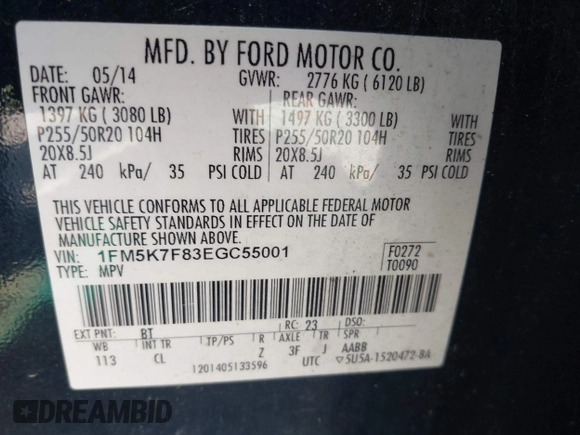 MFD. BY FORD MOTOR CO.
DATE: 05/14 GVWR: 2776 KG ( 6120 LB)
FRONT GAWR: REAR GAWR:
1397 KG ( 3080 LB) WITH 1497 KG ( 3300 LB) WITH
P255/50R20 104H TIRES P255/50R20 104H TIRES
20X8.5J RIMS 20X8.5J RIMS
AT 240 kPa/ 35 PSI COLD AT 240 kPa/ 35 PSI COLD
THIS VEHICLE CONFORMS TO ALL APPLICABLE FEDERAL MOTOR
VEHICLE SAFETY STANDARDS IN EFFECT ON THE DATE OF
MANUFACTURE SHOWN ABOVE.
VIN: 1FM5K7F83EGC55001 F0272
TYPE: MPV T0090
EXT PNT: BT RC: 23 DSO:
WB INT TR TP/PS R AXLE TR SPR
113 CL Z 3F J AABB
1201405133596 UTC ▽5U5A-1520472-BA
DREAMBID